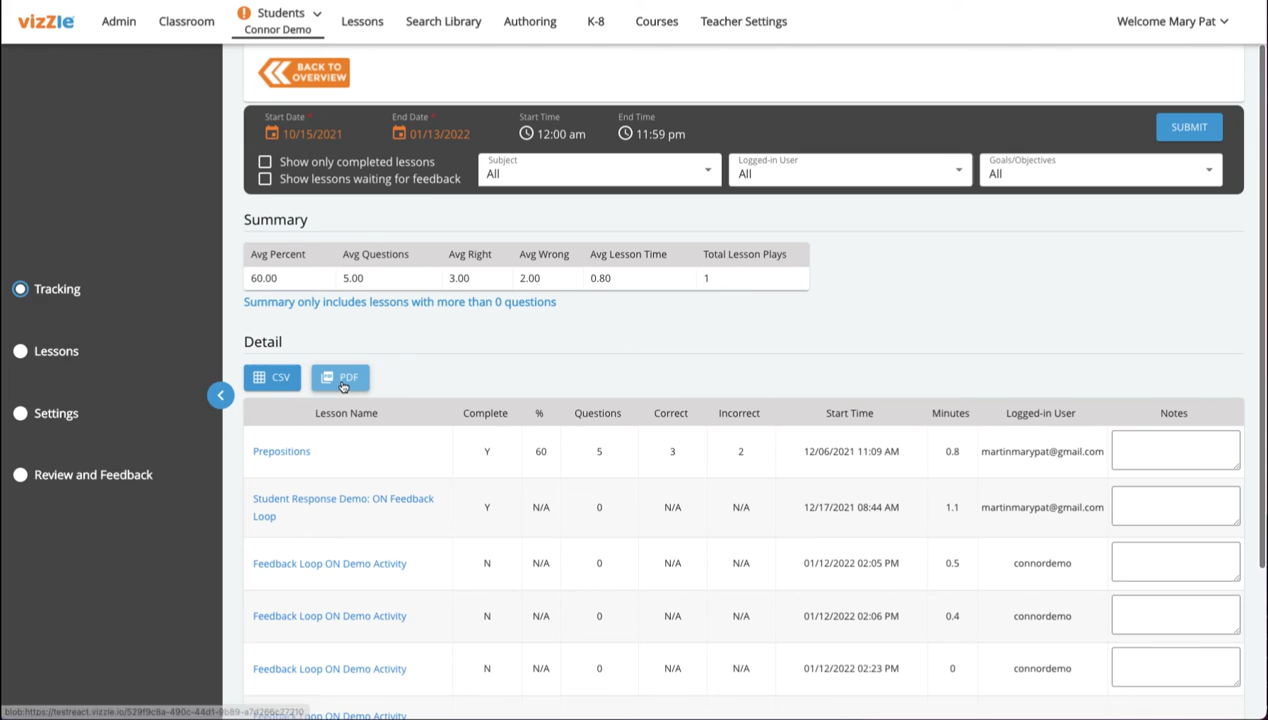 vizZle Admin Classroom Students Lessons Search Library Authoring K-8 Courses Teacher Settings Welcome Mary Pat
Connor Demo
BACK TO
OVERVIEW
Start Date * End Date * Start Time End Time
10/15/2021 01/13/2022 12:00 am 11:59 pm SUBMIT
Show only completed lessons
Show lessons waiting for feedback
Subject Logged-in User Goals/Objectives
All All All
Summary
Avg Percent Avg Questions Avg Right Avg Wrong Avg Lesson Time Total Lesson Plays
60.00 5.00 3.00 2.00 0.80 1
Summary only includes lessons with more than 0 questions
Tracking
Lessons
Settings
Review and Feedback
Detail
CSV PDF
Lesson Name Complete % Questions Correct Incorrect Start Time Minutes Logged-in User Notes
Prepositions Y 60 5 3 2 12/06/2021 11:09 AM 0.8 martinmarypat@gmail.com
Student Response Demo: ON Feedback
Loop Y N/A 0 N/A N/A 12/17/2021 08:44 AM 1.1 martinmarypat@gmail.com
Feedback Loop ON Demo Activity N N/A 0 N/A N/A 01/12/2022 02:05 PM 0.5 connordemo
Feedback Loop ON Demo Activity N N/A 0 N/A N/A 01/12/2022 02:06 PM 0.4 connordemo
Feedback Loop ON Demo Activity N N/A 0 N/A N/A 01/12/2022 02:23 PM 0 connordemo
Loop ON Demo Activity